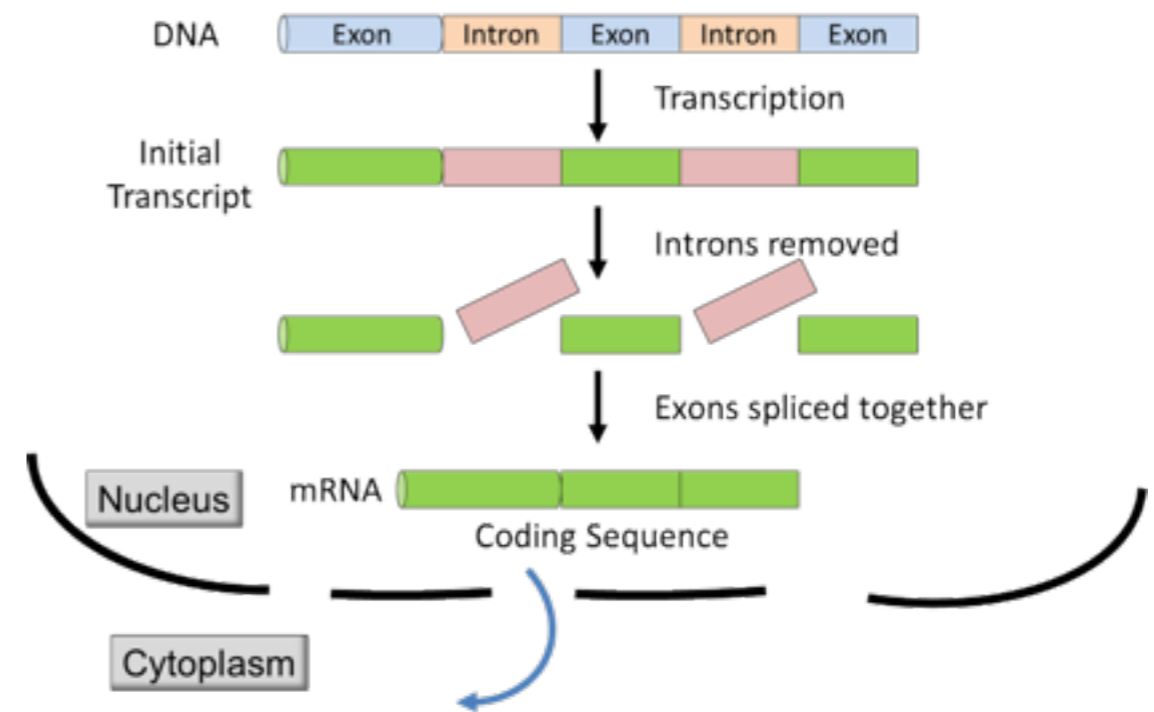 DNA
Exon Intron Exon Intron Exon
Transcription
Initial
Transcript
Introns removed
Exons spliced together
Nucleus
mRNA
Coding Sequence
Cytoplasm